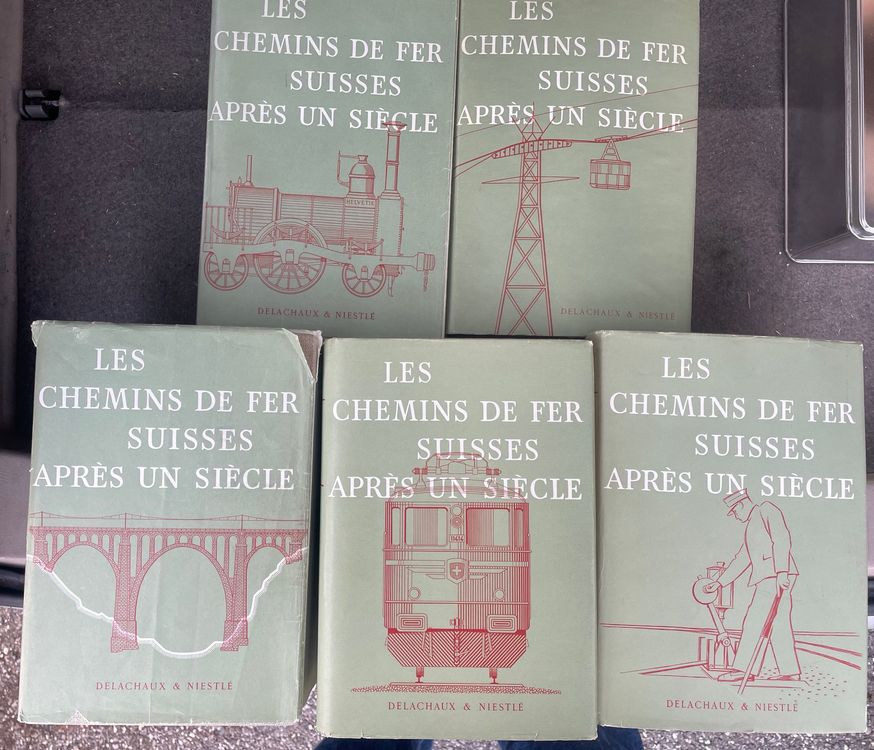 LES
CHEMINS DE FER
SUISSES
APRÈS UN SIÈCLE
HELVETIE
DELACHAUX & NIESTLÉ
LES
CHEMINS DE FER
SUISSES
APRÈS UN SIÈCLE
DELACHAUX & NIESTLÉ
LES
CHEMINS DE FER
SUISSES
APRÈS UN SIÈCLE
DELACHAUX & NIESTLÉ
LES
CHEMINS DE FER
SUISSES
APRÈS UN SIÈCLE
DELACHAUX & NIESTLÉ
LES
CHEMINS DE FER
SUISSES
APRÈS UN SIÈCLE
DELACHAUX & NIESTLÉ